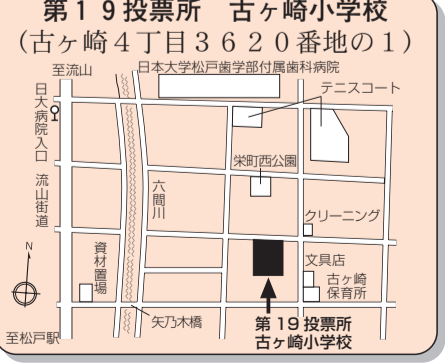 第19投票所 古ヶ崎小学校
(古ヶ崎4丁目3620番地の1)
至流山
日本大学松戸歯学部付属歯科病院
テニスコート
日大病院入口
栄町西公園
六間川
流山街道
クリーニング
N
資材置場
文具店
古ヶ崎
保育所
矢乃木橋
第19投票所
古ヶ崎小学校
至松戸駅